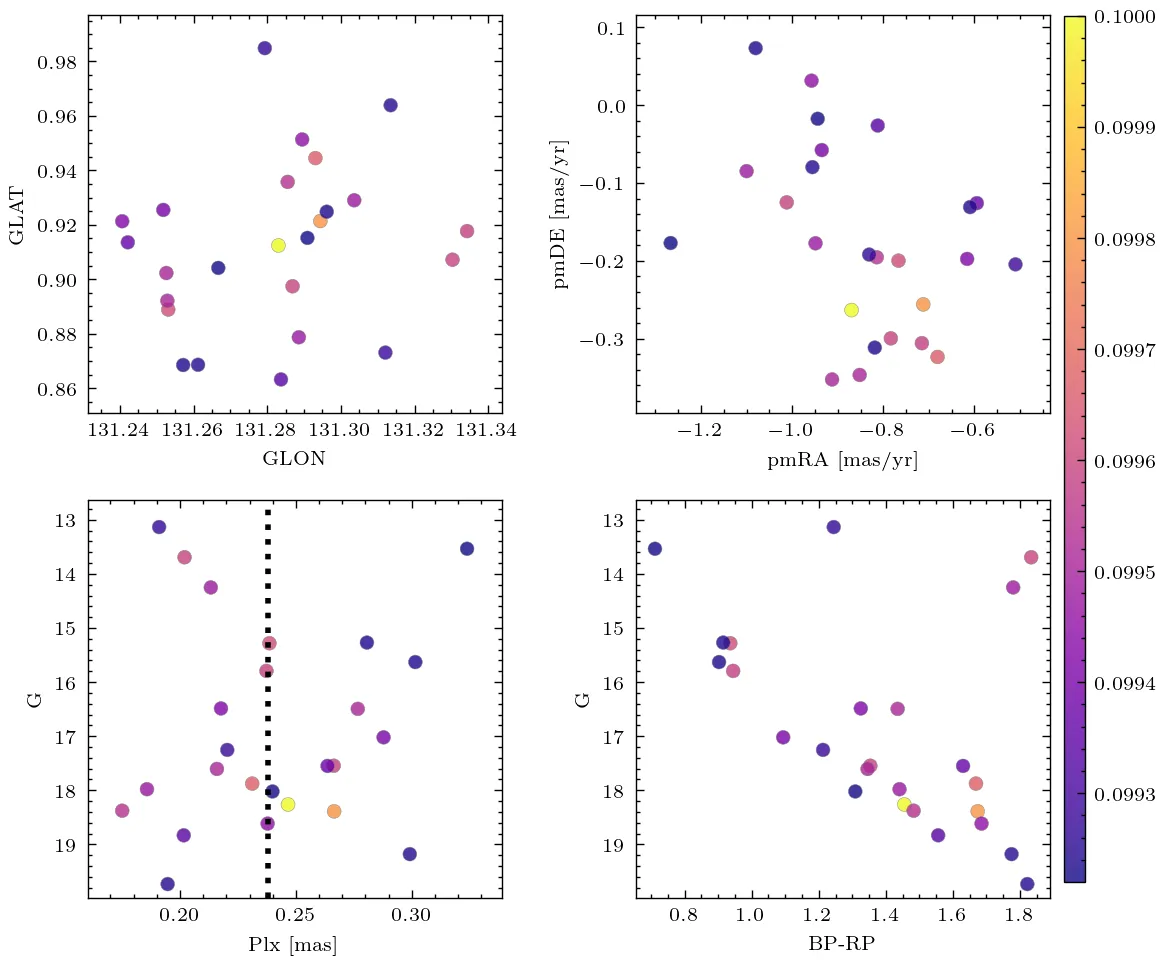 0.98
0.96
0.94
0.92
0.90
0.88
0.86
GLAT
131.24 131.26 131.28 131.30 131.32 131.34
GLON
0.1
0.0
−0.1
−0.2
−0.3
pmDE [mas/yr]
−1.2 −1.0 −0.8 −0.6
pmRA [mas/yr]
13
14
15
16
17
18
19
G
0.20 0.25 0.30
Plx [mas]
13
14
15
16
17
18
19
G
0.8 1.0 1.2 1.4 1.6 1.8
BP-RP
0.1000
0.0999
0.0998
0.0997
0.0996
0.0995
0.0994
0.0993